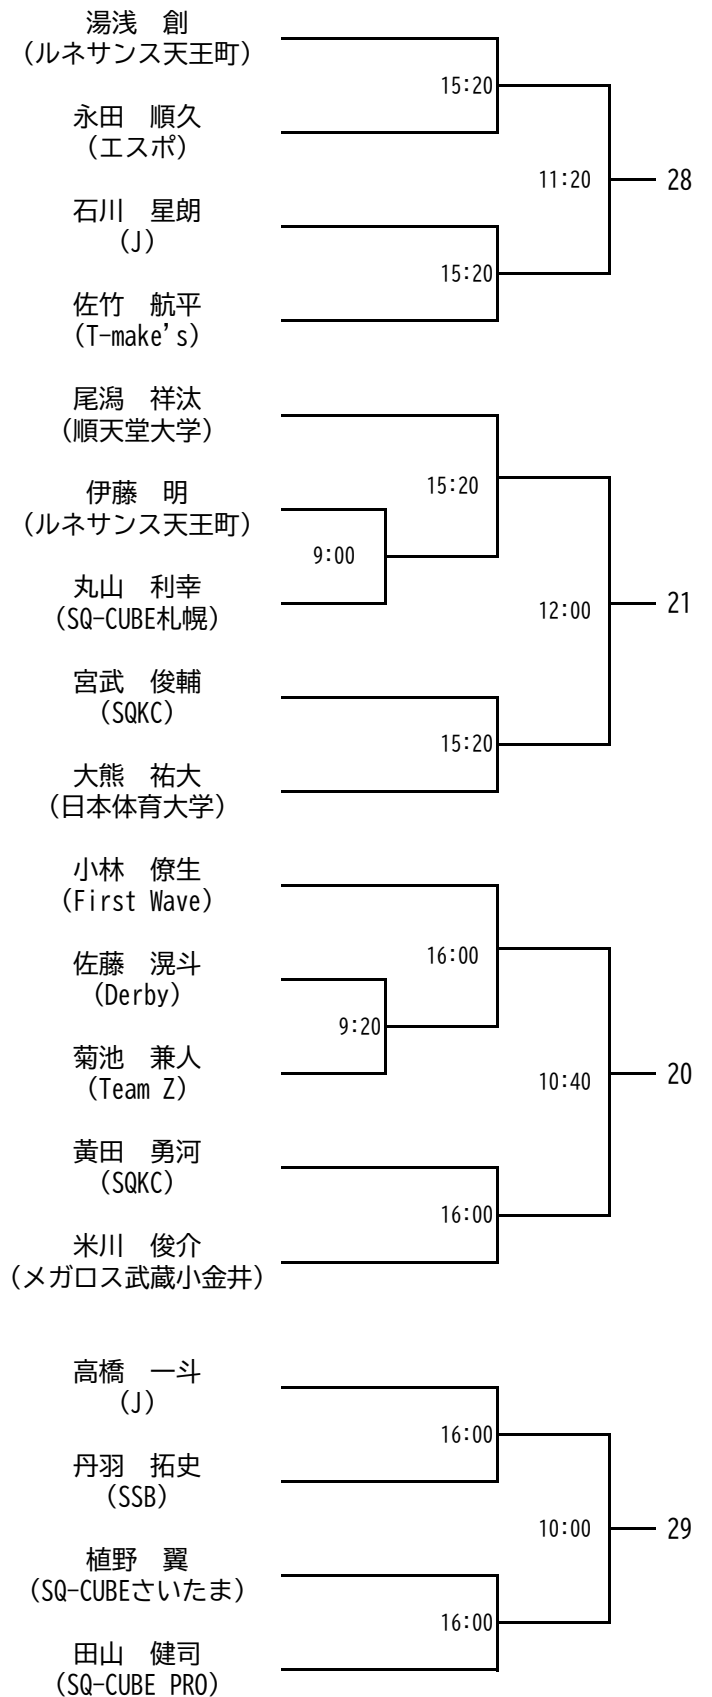 湯浅　創
（ルネサンス天王町）
15:20
永田　順久
（エスポ）
11:20
28
石川　星朗
（J）
15:20
佐竹　航平
（T-make's）
尾潟　祥汰
（順天堂大学）
15:20
伊藤　明
（ルネサンス天王町）
9:00
丸山　利幸
（SQ-CUBE札幌）
12:00
21
宮武　俊輔
（SQKC）
15:20
大熊　祐大
（日本体育大学）
小林　僚生
（First Wave）
16:00
佐藤　滉斗
（Derby）
9:20
菊池　兼人
（Team Z）
10:40
20
黃田　勇河
（SQKC）
16:00
米川　俊介
（メガロス武蔵小金井）
高橋　一斗
（J）
16:00
丹羽　拓史
（SSB）
10:00
29
植野　翼
（SQ-CUBEさいたま）
16:00
田山　健司
（SQ-CUBE PRO）